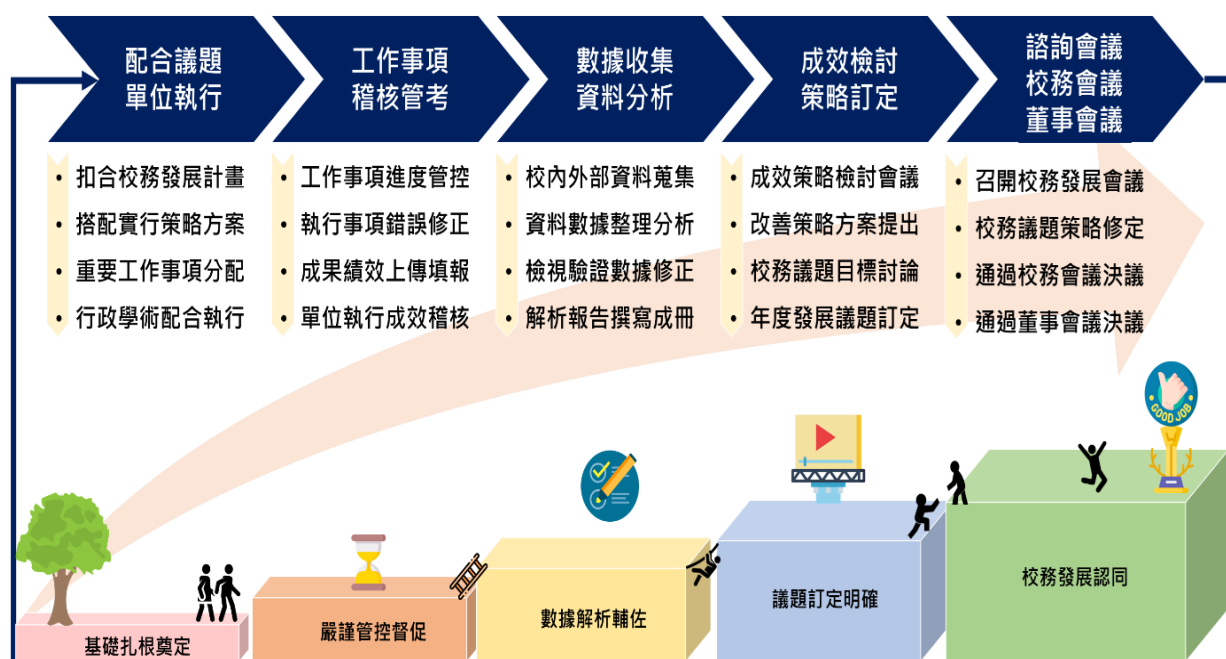 配合議題
單位執行
工作事項
稽核管考
數據收集
資料分析
成效檢討
策略訂定
諮詢會議
校務會議
董事會議
• 扣合校務發展計畫
• 搭配實行策略方案
• 重要工作事項分配
• 行政學術配合執行
• 工作事項進度管控
• 執行事項錯誤修正
• 成果績效上傳填報
• 單位執行成效稽核
• 校內外部資料蒐集
• 資料數據整理分析
• 檢視驗證數據修正
• 解析報告撰寫成冊
• 成效策略檢討會議
• 改善策略方案提出
• 校務議題目標討論
• 年度發展議題訂定
• 召開校務發展會議
• 校務議題策略修定
• 通過校務會議決議
• 通過董事會議決議
GOOD JOB
基礎扎根奠定
嚴謹管控督促
數據解析輔佐
議題訂定明確
校務發展認同